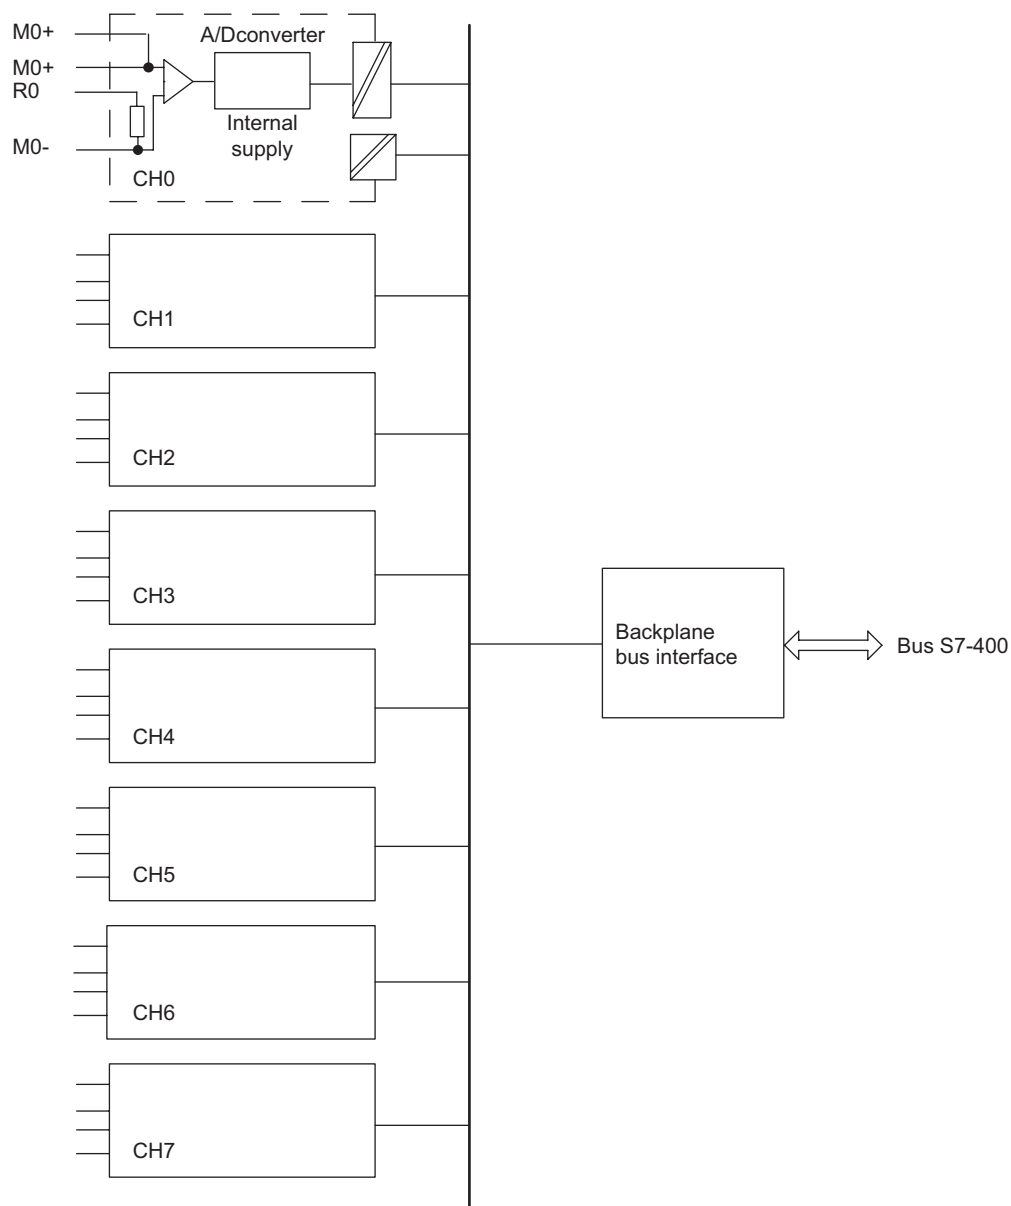 M0+
A/Dconverter
M0+
R0
Internal
supply
M0-
CH0
CH1
CH2
CH3
Backplane
bus interface
Bus S7-400
CH4
CH5
CH6
CH7